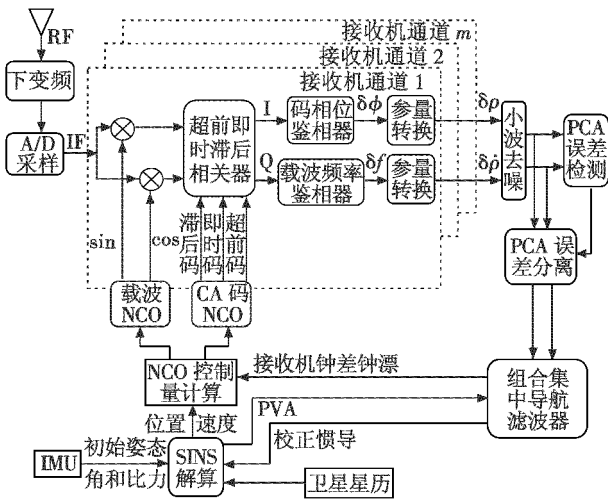 RF
下变频
A/D
采样
IF
接收机通道 m
接收机通道 2
接收机通道 1
超前即
时滞后
相关器
I
码相位
鉴相器
δϕ
参量
转换
δρ
Q
载波频率
鉴相器
δf
参量
转换
δρ̇
小波去噪
PCA
误差
检测
PCA 误
差分离
sin
cos
滞后码
即时码
超前码
载波
NCO
CA 码
NCO
NCO 控制
量计算
接收机钟差钟漂
组合集
中导航
滤波器
位置
速度
PVA
校正惯导
IMU
初始姿态
角和比力
SINS
解算
卫星星历